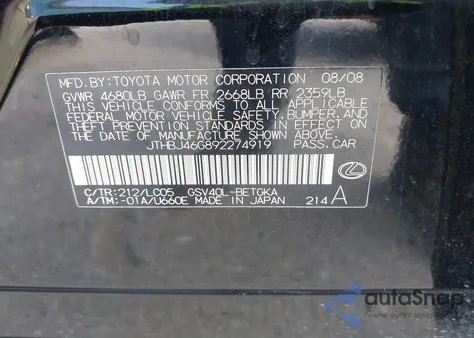 MFD.BY:TOYOTA MOTOR CORPORATION 08/08
GVWR 4680LB GAWR FR 2668LB RR 2359LB
THIS VEHICLE CONFORMS TO ALL APPLICABLE
FEDERAL MOTOR VEHICLE SAFETY, BUMPER, AND
THEFT PREVENTION STANDARDS IN EFFECT ON
THE DATE OF MANUFACTURE SHOWN ABOVE.
JTHBJ46G892274919 PASS.CAR
C/TR:212/LC05 GSV40L-BETGKA
A/TM:-01A/U660E MADE IN JAPAN 214 A
autoSnap